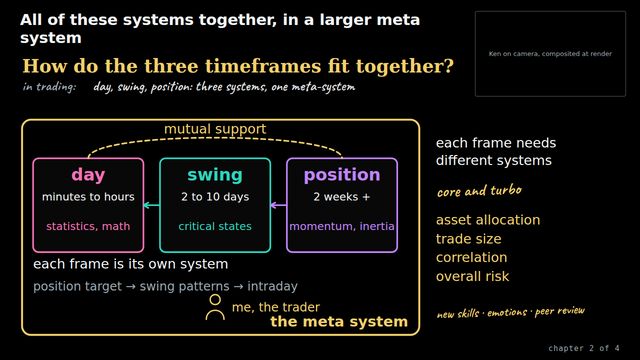 All of these systems together, in a larger meta
system
Ken on camera, composited at render
How do the three timeframes fit together?
in trading: day, swing, position: three systems, one meta-system
mutual support
day
minutes to hours
statistics, math
swing
2 to 10 days
critical states
position
2 weeks +
momentum, inertia
each frame is its own system
position target → swing patterns → intraday
me, the trader
the meta system
each frame needs
different systems
core and turbo
asset allocation
trade size
correlation
overall risk
new skills · emotions · peer review
chapter 2 of 4